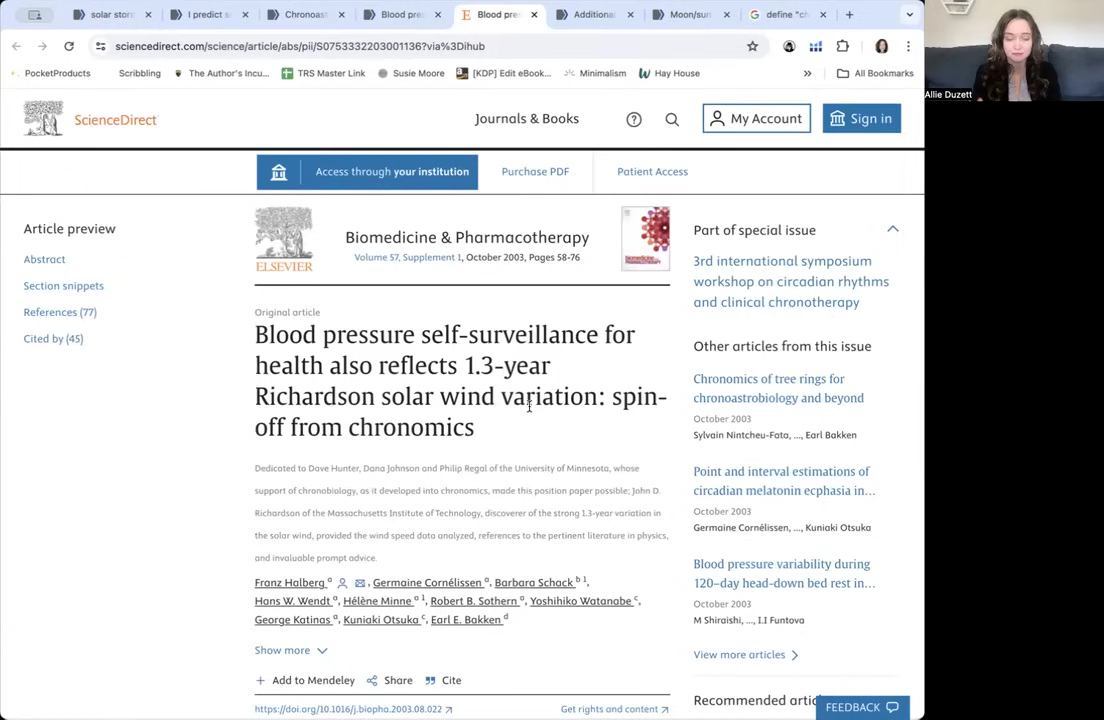 solar stor
I predict s
Chronoast
Blood pre
Blood pre
Additiona
Moon/sun
define "ch
sciencedirect.com/science/article/abs/pii/S0753332203001136?via%3Dihub
PocketProducts
Scribbling
The Author's Incu...
TRS Master Link
Susie Moore
[KDP] Edit eBook...
Minimalism
Hay House
»
All Bookmarks
Allie Duzett
ScienceDirect
Journals & Books
My Account
Sign in
Access through your institution
Purchase PDF
Patient Access
Article preview
Abstract
Section snippets
References (77)
Cited by (45)
ELSEVIER
Biomedicine & Pharmacotherapy
Volume 57, Supplement 1, October 2003, Pages 58-76
Original article
Blood pressure self-surveillance for
health also reflects 1.3-year
Richardson solar wind variation: spin-
off from chronomics
Dedicated to Dave Hunter, Dana Johnson and Philip Regal of the University of Minnesota, whose
support of chronobiology, as it developed into chronomics, made this position paper possible; John D.
Richardson of the Massachusetts Institute of Technology, discoverer of the strong 1.3-year variation in
the solar wind, provided the wind speed data analyzed, references to the pertinent literature in physics,
and invaluable prompt advice.
Franz Halberg a, Germaine Cornélissen a, Barbara Schack b 1,
Hans W. Wendt a, Hélène Minne a 1, Robert B. Sothern a, Yoshihiko Watanabe c,
George Katinas a, Kuniaki Otsuka c, Earl E. Bakken d
Show more
+ Add to Mendeley Share Cite
https://doi.org/10.1016/j.biopha.2003.08.022
Get rights and content
Part of special issue
3rd international symposium
workshop on circadian rhythms
and clinical chronotherapy
Other articles from this issue
Chronomics of tree rings for
chronoastrobiology and beyond
October 2003
Sylvain Nintcheu-Fata, ..., Earl Bakken
Point and interval estimations of
circadian melatonin ecphasia in...
October 2003
Germaine Cornélissen, ..., Kuniaki Otsuka
Blood pressure variability during
120–day head-down bed rest in...
October 2003
M Shiraishi, ..., I.I Funtova
View more articles
Recommended artic
FEEDBACK